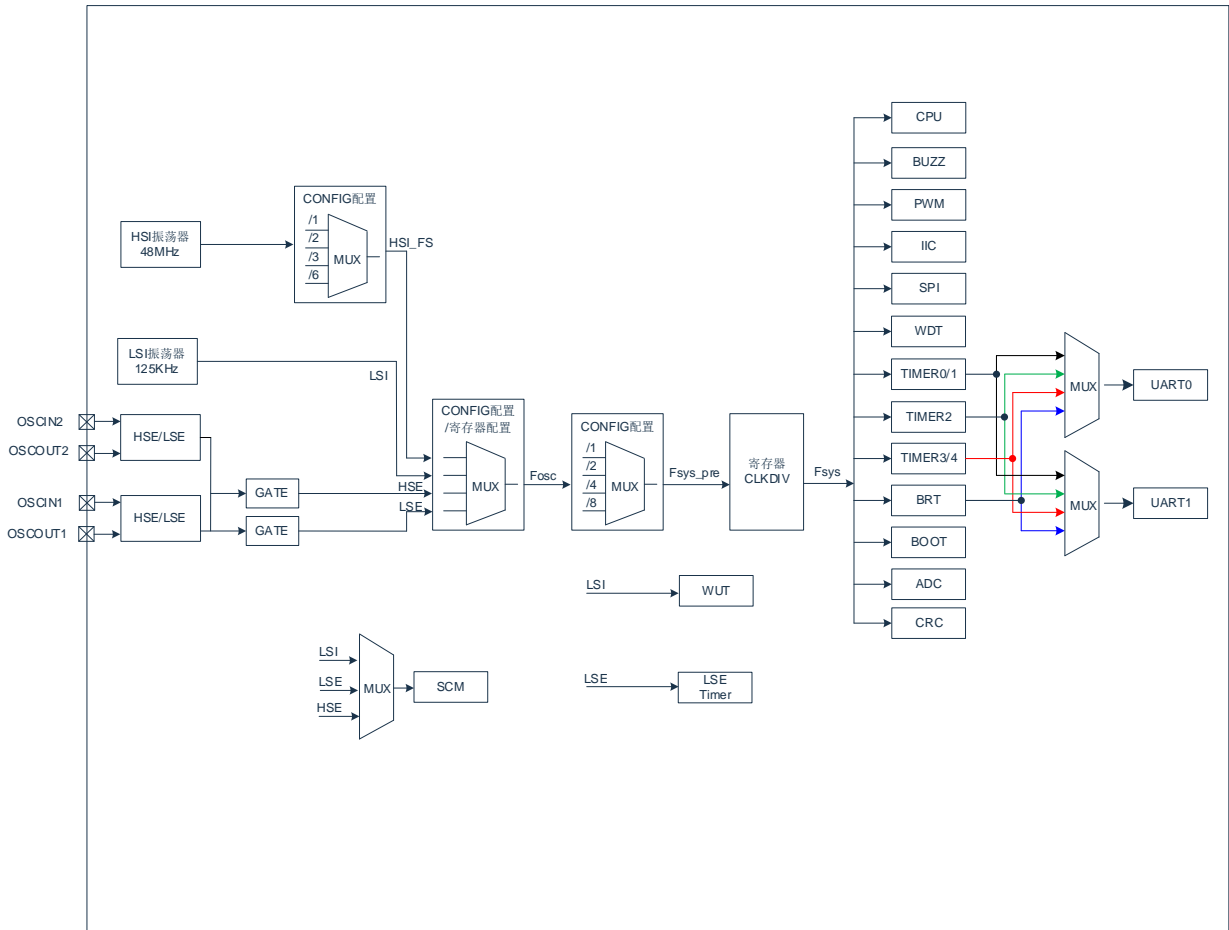 CPU
BUZZ
PWM
IIC
SPI
WDT
TIMER0/1
TIMER2
TIMER3/4
BRT
BOOT
ADC
CRC
CONFIG配置
/1
/2
/3
/6
MUX
HSI_FS
HSI振荡器
48MHz
LSI振荡器
125KHz
LSI
OSCIN2
OSCOUT2
HSE/LSE
OSCIN1
OSCOUT1
HSE/LSE
GATE
GATE
HSE
LSE
CONFIG配置
/寄存器配置
MUX
Fosc
CONFIG配置
/1
/2
/4
/8
MUX
Fsys_pre
寄存器
CLKDIV
Fsys
MUX
UART0
MUX
UART1
LSI
WUT
LSI
LSE
HSE
MUX
SCM
LSE
LSE
Timer